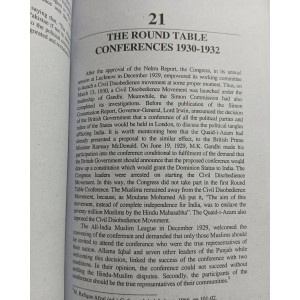 21
THE ROUND TABLE
CONFERENCES 1930-1932
After the approval of the Nehru Report, the Congress, in its annual
session at Lucknow in December 1929, empowered its working committee
to launch a Civil Disobedience Movement at some proper moment. Thus, on
March 13, 1930, a Civil Disobedience Movement was launched under the
leadership of Gandhi. Meanwhile, the Simon Commission had also
completed its investigations. Before the publication of the Simon
Commission Report, Governor-General, Lord Irwin, announced the decision
of the British Government that a conference of all the political parties and
rulers of the States would be held in London, to discuss the political tangles
facing India. It is worth mentioning here that the Quaid-i-Azam had
already presented a proposal to the similar effect, to the British Prime
Minister Ramsay McDonald. On June 19, 1929, M.K. Gandhi made his
participation into the conference conditional to fulfilment of the demand that
the British Government should announce that the proposed conference would
draw up a constitution which would grant the Dominion Status to India. The
Congress leaders were arrested on starting the Civil Disobedience
Movement. In this way, the Congress did not take part in the first Round
Table Conference. The Muslims remained away from the Civil Disobedience
Movement, because, as Moulana Mohamed Ali put it, "The aim of this
movement, instead of complete independence for India, was to enslave the
seventy million Muslims by the Hindu Mahasabha". The Quaid-i-Azam also
opposed the Civil Disobedience Movement.
The All-India Muslim League in December 1929, welcomed the
convening of the conference and demanded that only those Muslims should
be invited to attend the conference who were the true representatives of
their nation. Allama Iqbal and seven other leaders of the Punjab while
welcoming this decision, linked the success of the conference with two
conditions. In their opinion, the conference could not succeed without
settling the Hindu-Muslim disputes. Secondly, the participants of the
conference should be the true representatives of their